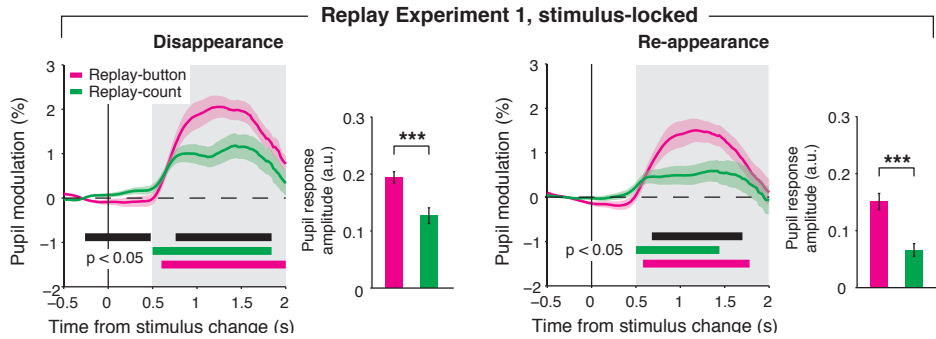 Replay Experiment 1, stimulus-locked
Disappearance
Pupil modulation (%)
3
2
1
0
−1
−2
Replay-button
Replay-count
p < 0.05
−0.5
0
0.5
1
1.5
2
Time from stimulus change (s)
Pupil response
amplitude (a.u.)
0.3
0.2
0.1
0
***
Re-appearance
Pupil modulation (%)
3
2
1
0
−1
−2
p < 0.05
−0.5
0
0.5
1
1.5
2
Time from stimulus change (s)
Pupil response
amplitude (a.u.)
0.3
0.2
0.1
0
***